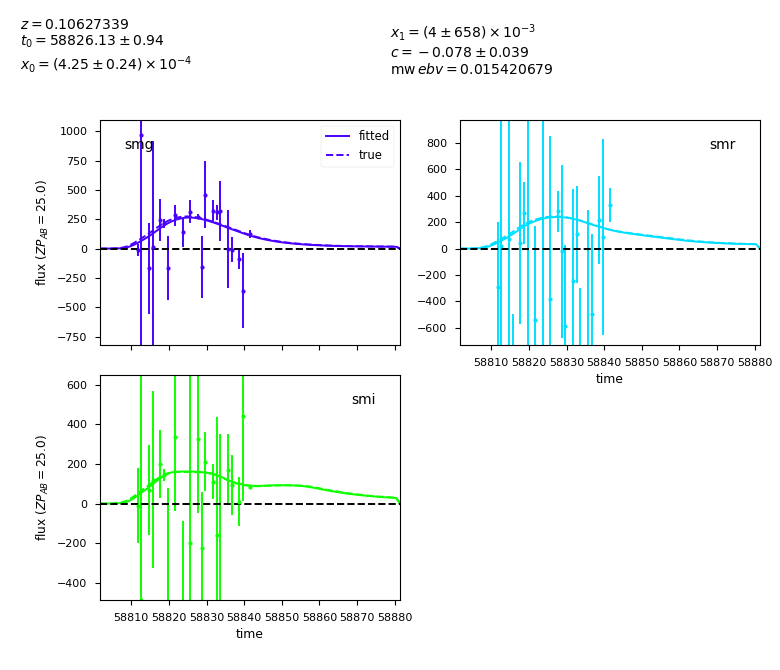 z = 0.10627339
t₀ = 58826.13 ± 0.94
x₀ = (4.25 ± 0.24) × 10⁻⁴
x₁ = (4 ± 658) × 10⁻³
c = −0.078 ± 0.039
mw ebv = 0.015420679
smg
fitted
true
1000
750
500
250
0
−250
−500
−750
flux (ZP_AB = 25.0)
smr
800
600
400
200
0
−200
−400
−600
58810 58820 58830 58840 58850 58860 58870 58880
time
smi
600
400
200
0
−200
−400
flux (ZP_AB = 25.0)
58810 58820 58830 58840 58850 58860 58870 58880
time